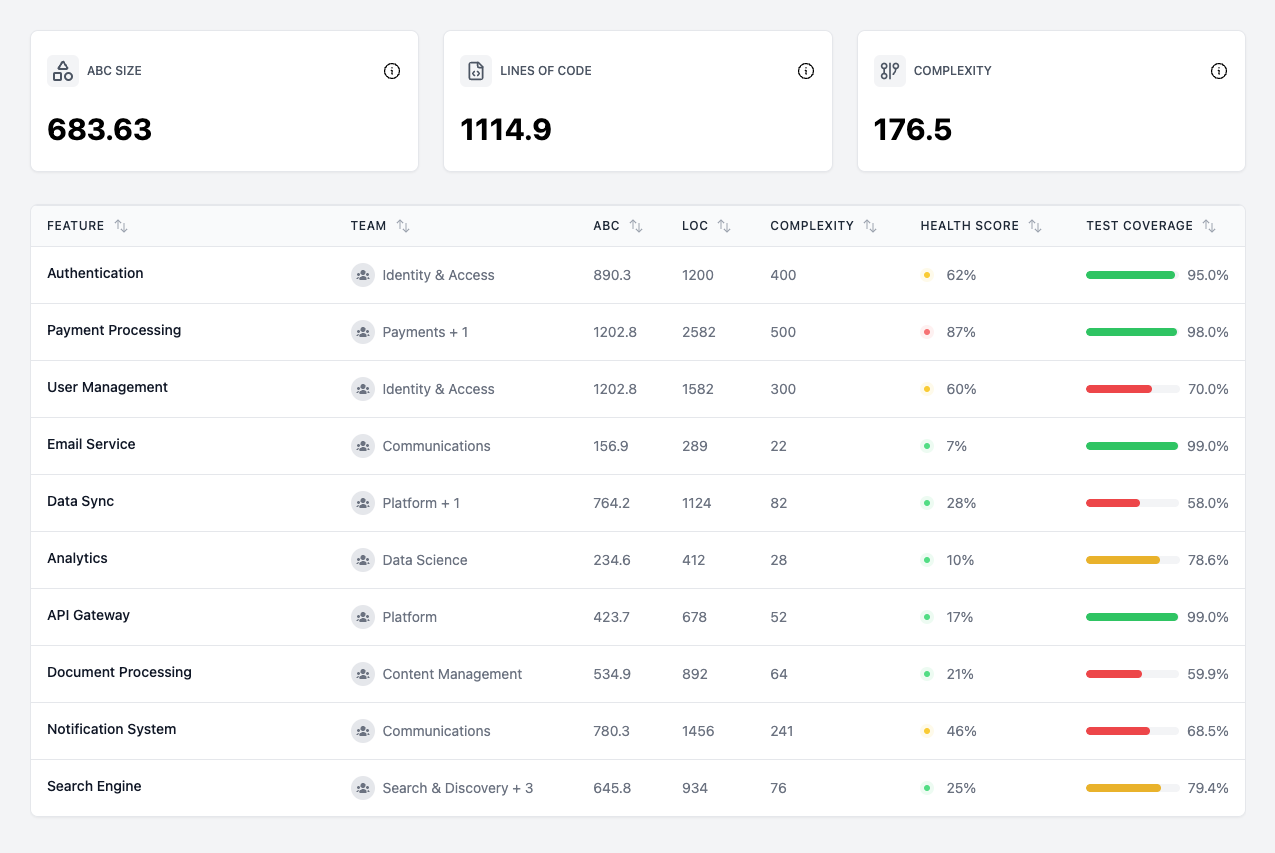 ABC SIZE
683.63
LINES OF CODE
1114.9
COMPLEXITY
176.5
FEATURE TEAM ABC LOC COMPLEXITY HEALTH SCORE TEST COVERAGE
Authentication Identity & Access 890.3 1200 400 62% 95.0%
Payment Processing Payments + 1 1202.8 2582 500 87% 98.0%
User Management Identity & Access 1202.8 1582 300 60% 70.0%
Email Service Communications 156.9 289 22 7% 99.0%
Data Sync Platform + 1 764.2 1124 82 28% 58.0%
Analytics Data Science 234.6 412 28 10% 78.6%
API Gateway Platform 423.7 678 52 17% 99.0%
Document Processing Content Management 534.9 892 64 21% 59.9%
Notification System Communications 780.3 1456 241 46% 68.5%
Search Engine Search & Discovery + 3 645.8 934 76 25% 79.4%